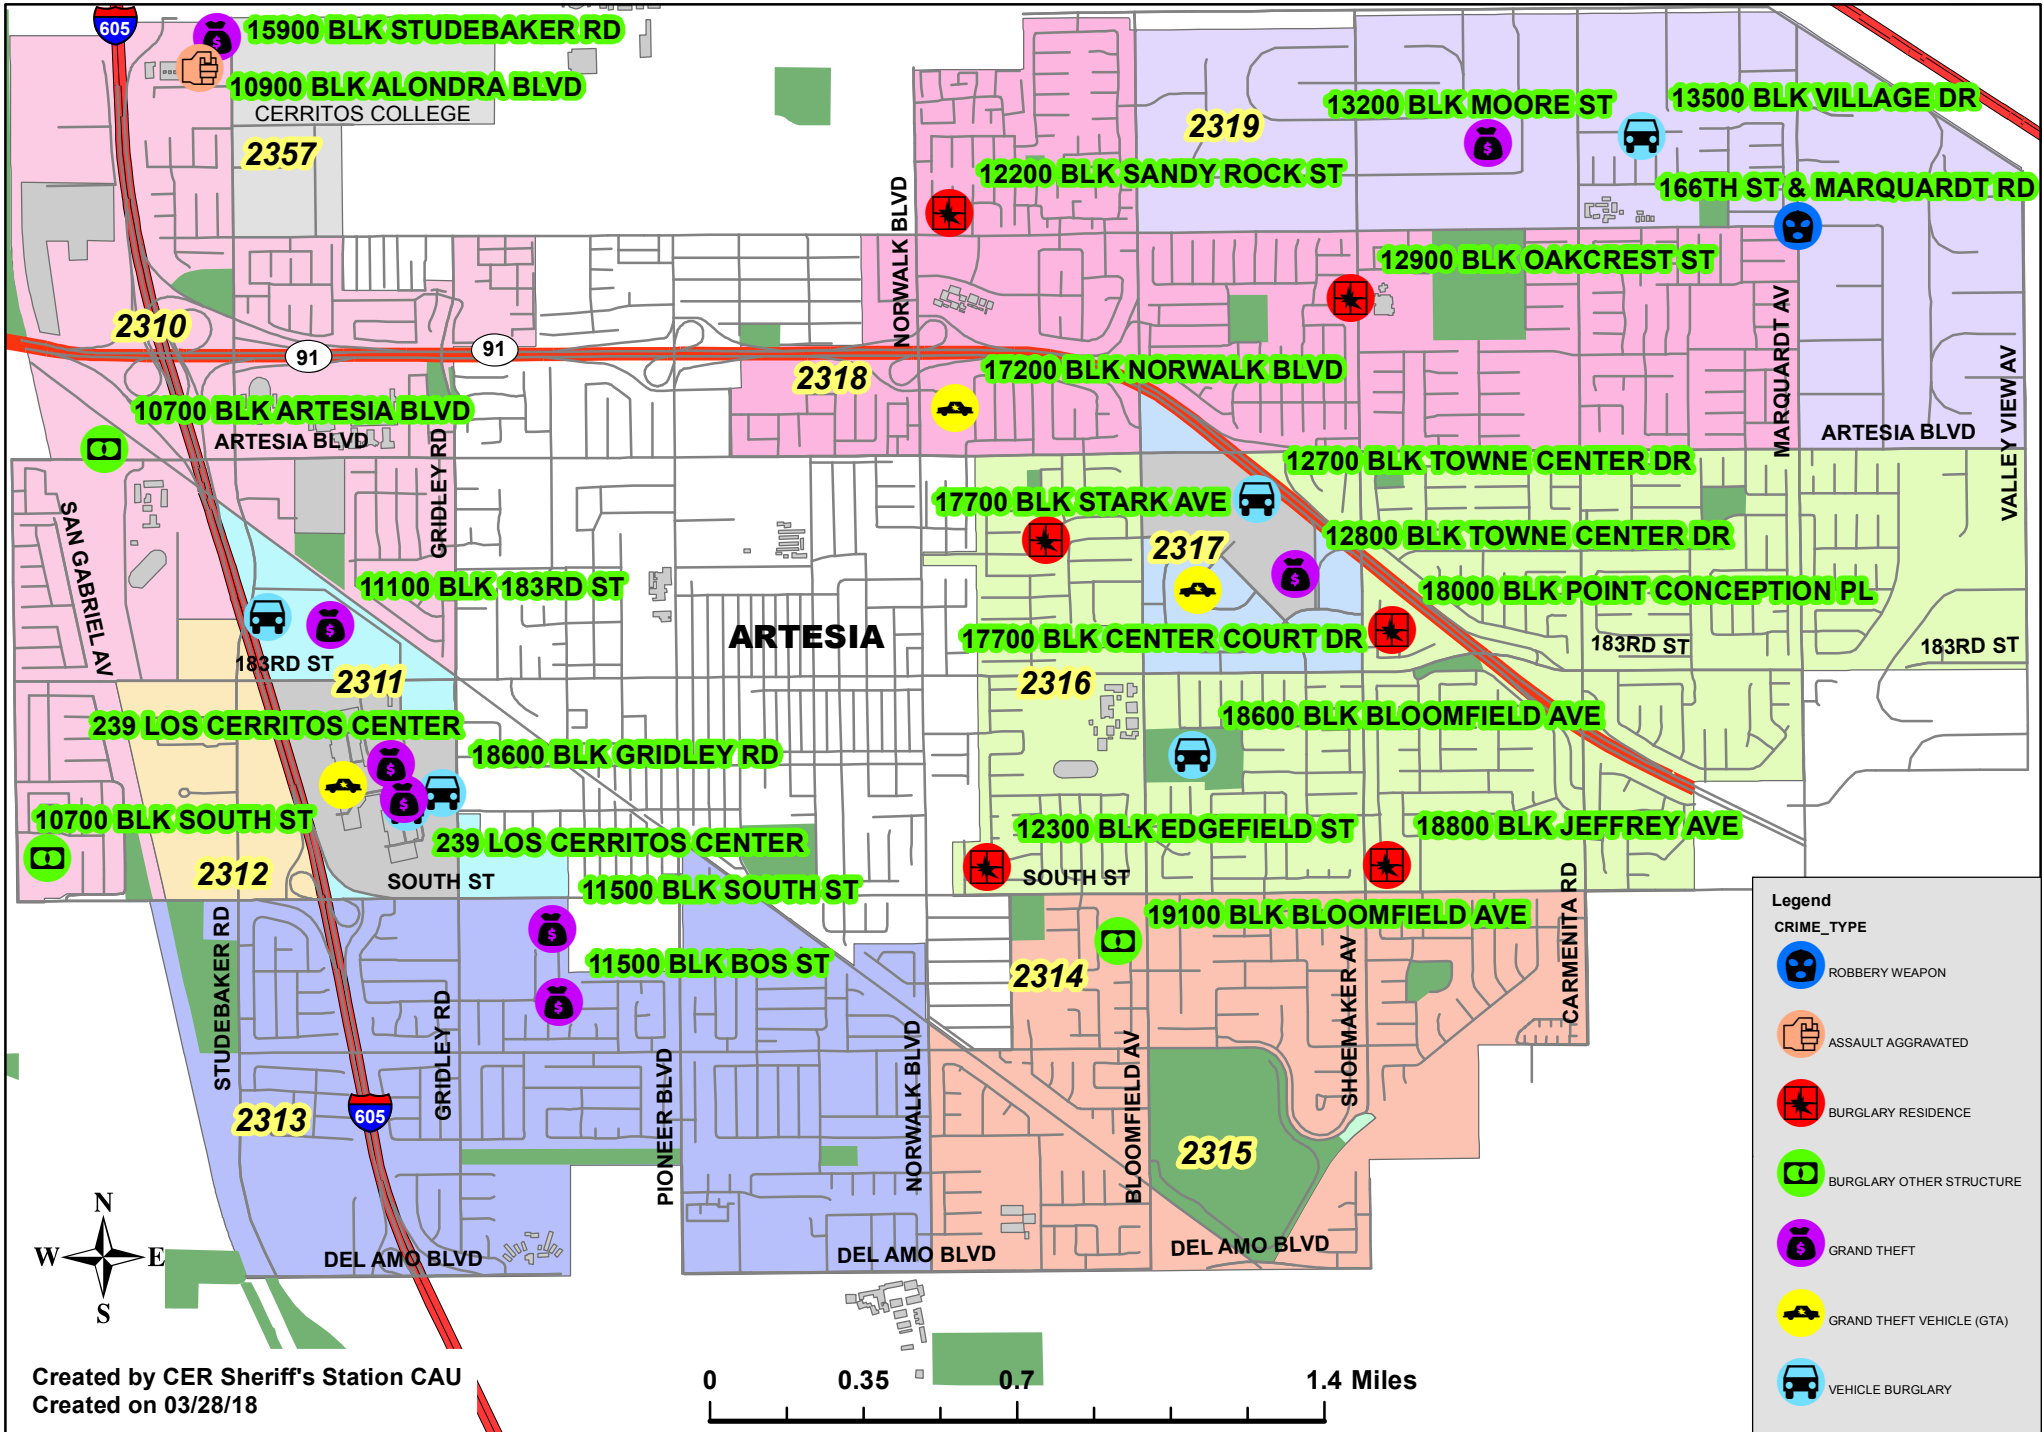 605
15900 BLK STUDEBAKER RD
10900 BLK ALONDRA BLVD
CERRITOS COLLEGE
2357
2319
13200 BLK MOORE ST
13500 BLK VILLAGE DR
12200 BLK SANDY ROCK ST
166TH ST & MARQUARDT RD
NORWALK BLVD
12900 BLK OAKCREST ST
2310
91
91
MARQUARDT AV
VALLEY VIEW AV
2318
17200 BLK NORWALK BLVD
10700 BLK ARTESIA BLVD
ARTESIA BLVD
ARTESIA BLVD
GRIDLEY RD
12700 BLK TOWNE CENTER DR
17700 BLK STARK AVE
SAN GABRIEL AV
2317
12800 BLK TOWNE CENTER DR
11100 BLK 183RD ST
18000 BLK POINT CONCEPTION PL
ARTESIA
17700 BLK CENTER COURT DR
183RD ST
183RD ST
183RD ST
2311
2316
239 LOS CERRITOS CENTER
18600 BLK BLOOMFIELD AVE
18600 BLK GRIDLEY RD
10700 BLK SOUTH ST
12300 BLK EDGEFIELD ST
18800 BLK JEFFREY AVE
239 LOS CERRITOS CENTER
2312
SOUTH ST
SOUTH ST
11500 BLK SOUTH ST
CARMENITA RD
19100 BLK BLOOMFIELD AVE
STUDEBAKER RD
11500 BLK BOS ST
2314
SHOEMAKER AV
GRIDLEY RD
PIONEER BLVD
NORWALK BLVD
BLOOMFIELD AV
2313
605
2315
DEL AMO BLVD
DEL AMO BLVD
DEL AMO BLVD
N
W E
S
Created by CER Sheriff's Station CAU
Created on 03/28/18
0 0.35 0.7 1.4 Miles
Legend
CRIME_TYPE
ROBBERY WEAPON
ASSAULT AGGRAVATED
BURGLARY RESIDENCE
BURGLARY OTHER STRUCTURE
GRAND THEFT
GRAND THEFT VEHICLE (GTA)
VEHICLE BURGLARY